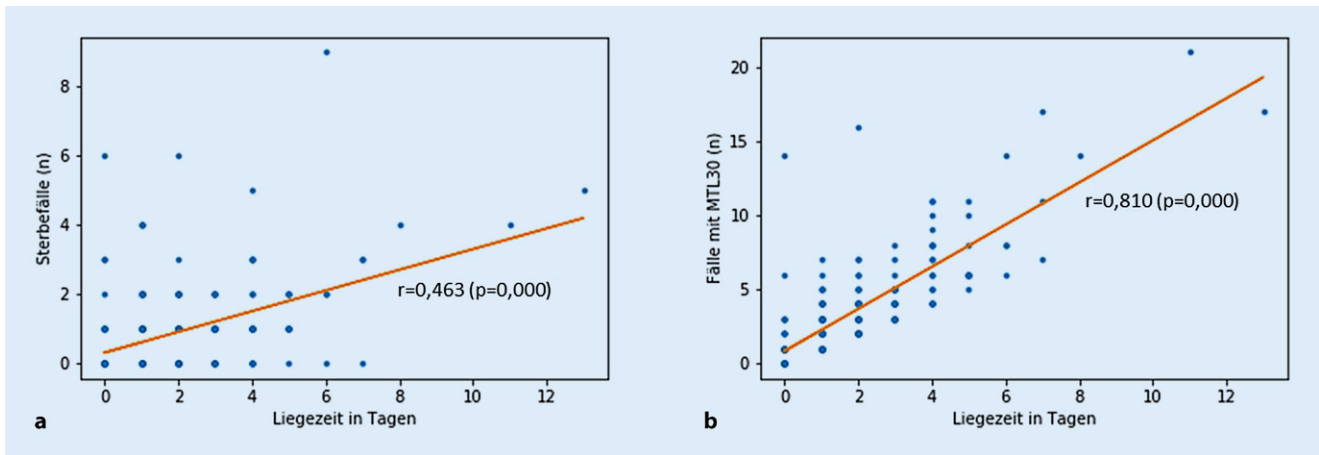 Sterbefälle (n)
8
6
4
2
0
r=0,463 (p=0,000)
0 2 4 6 8 10 12
Liegezeit in Tagen
a
Fälle mit MTL30 (n)
20
15
10
5
0
r=0,810 (p=0,000)
0 2 4 6 8 10 12
Liegezeit in Tagen
b